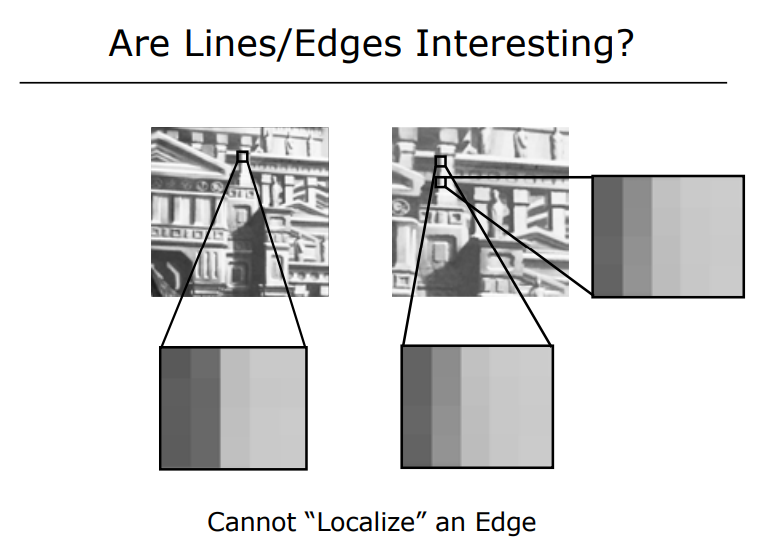 Are Lines/Edges Interesting?
Cannot “Localize” an Edge